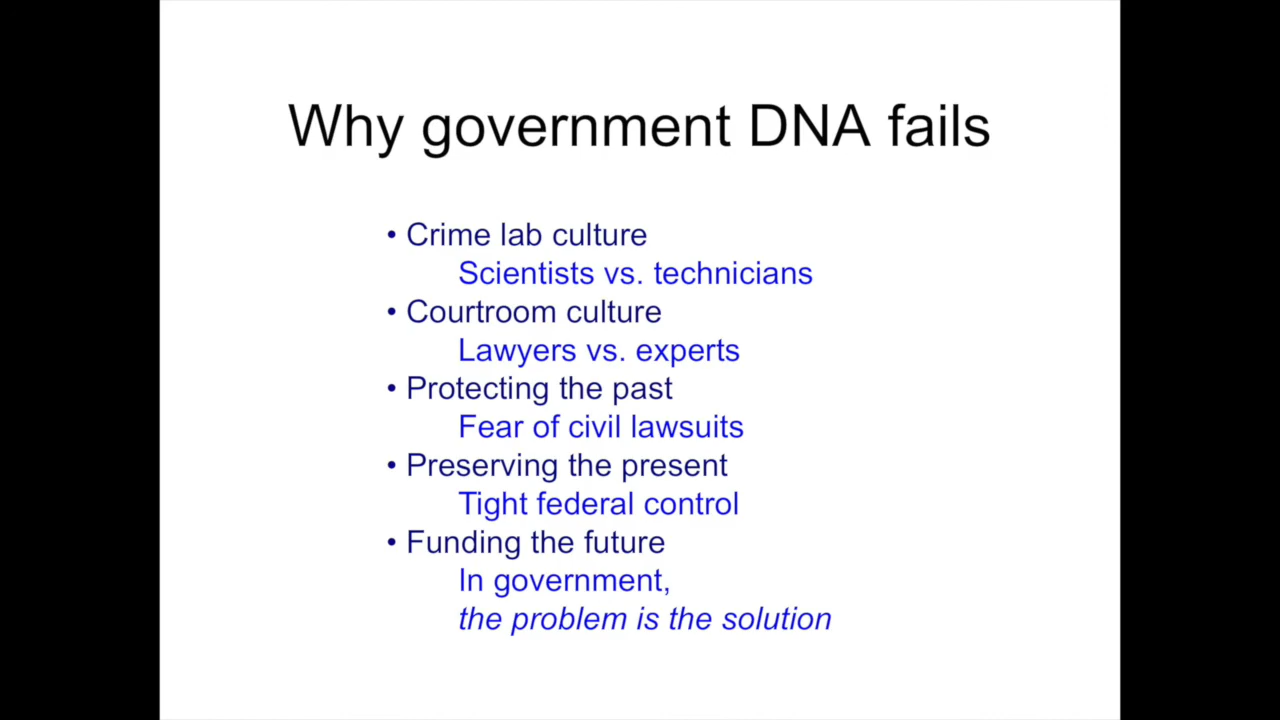 Why government DNA fails
• Crime lab culture
Scientists vs. technicians
• Courtroom culture
Lawyers vs. experts
• Protecting the past
Fear of civil lawsuits
• Preserving the present
Tight federal control
• Funding the future
In government,
the problem is the solution